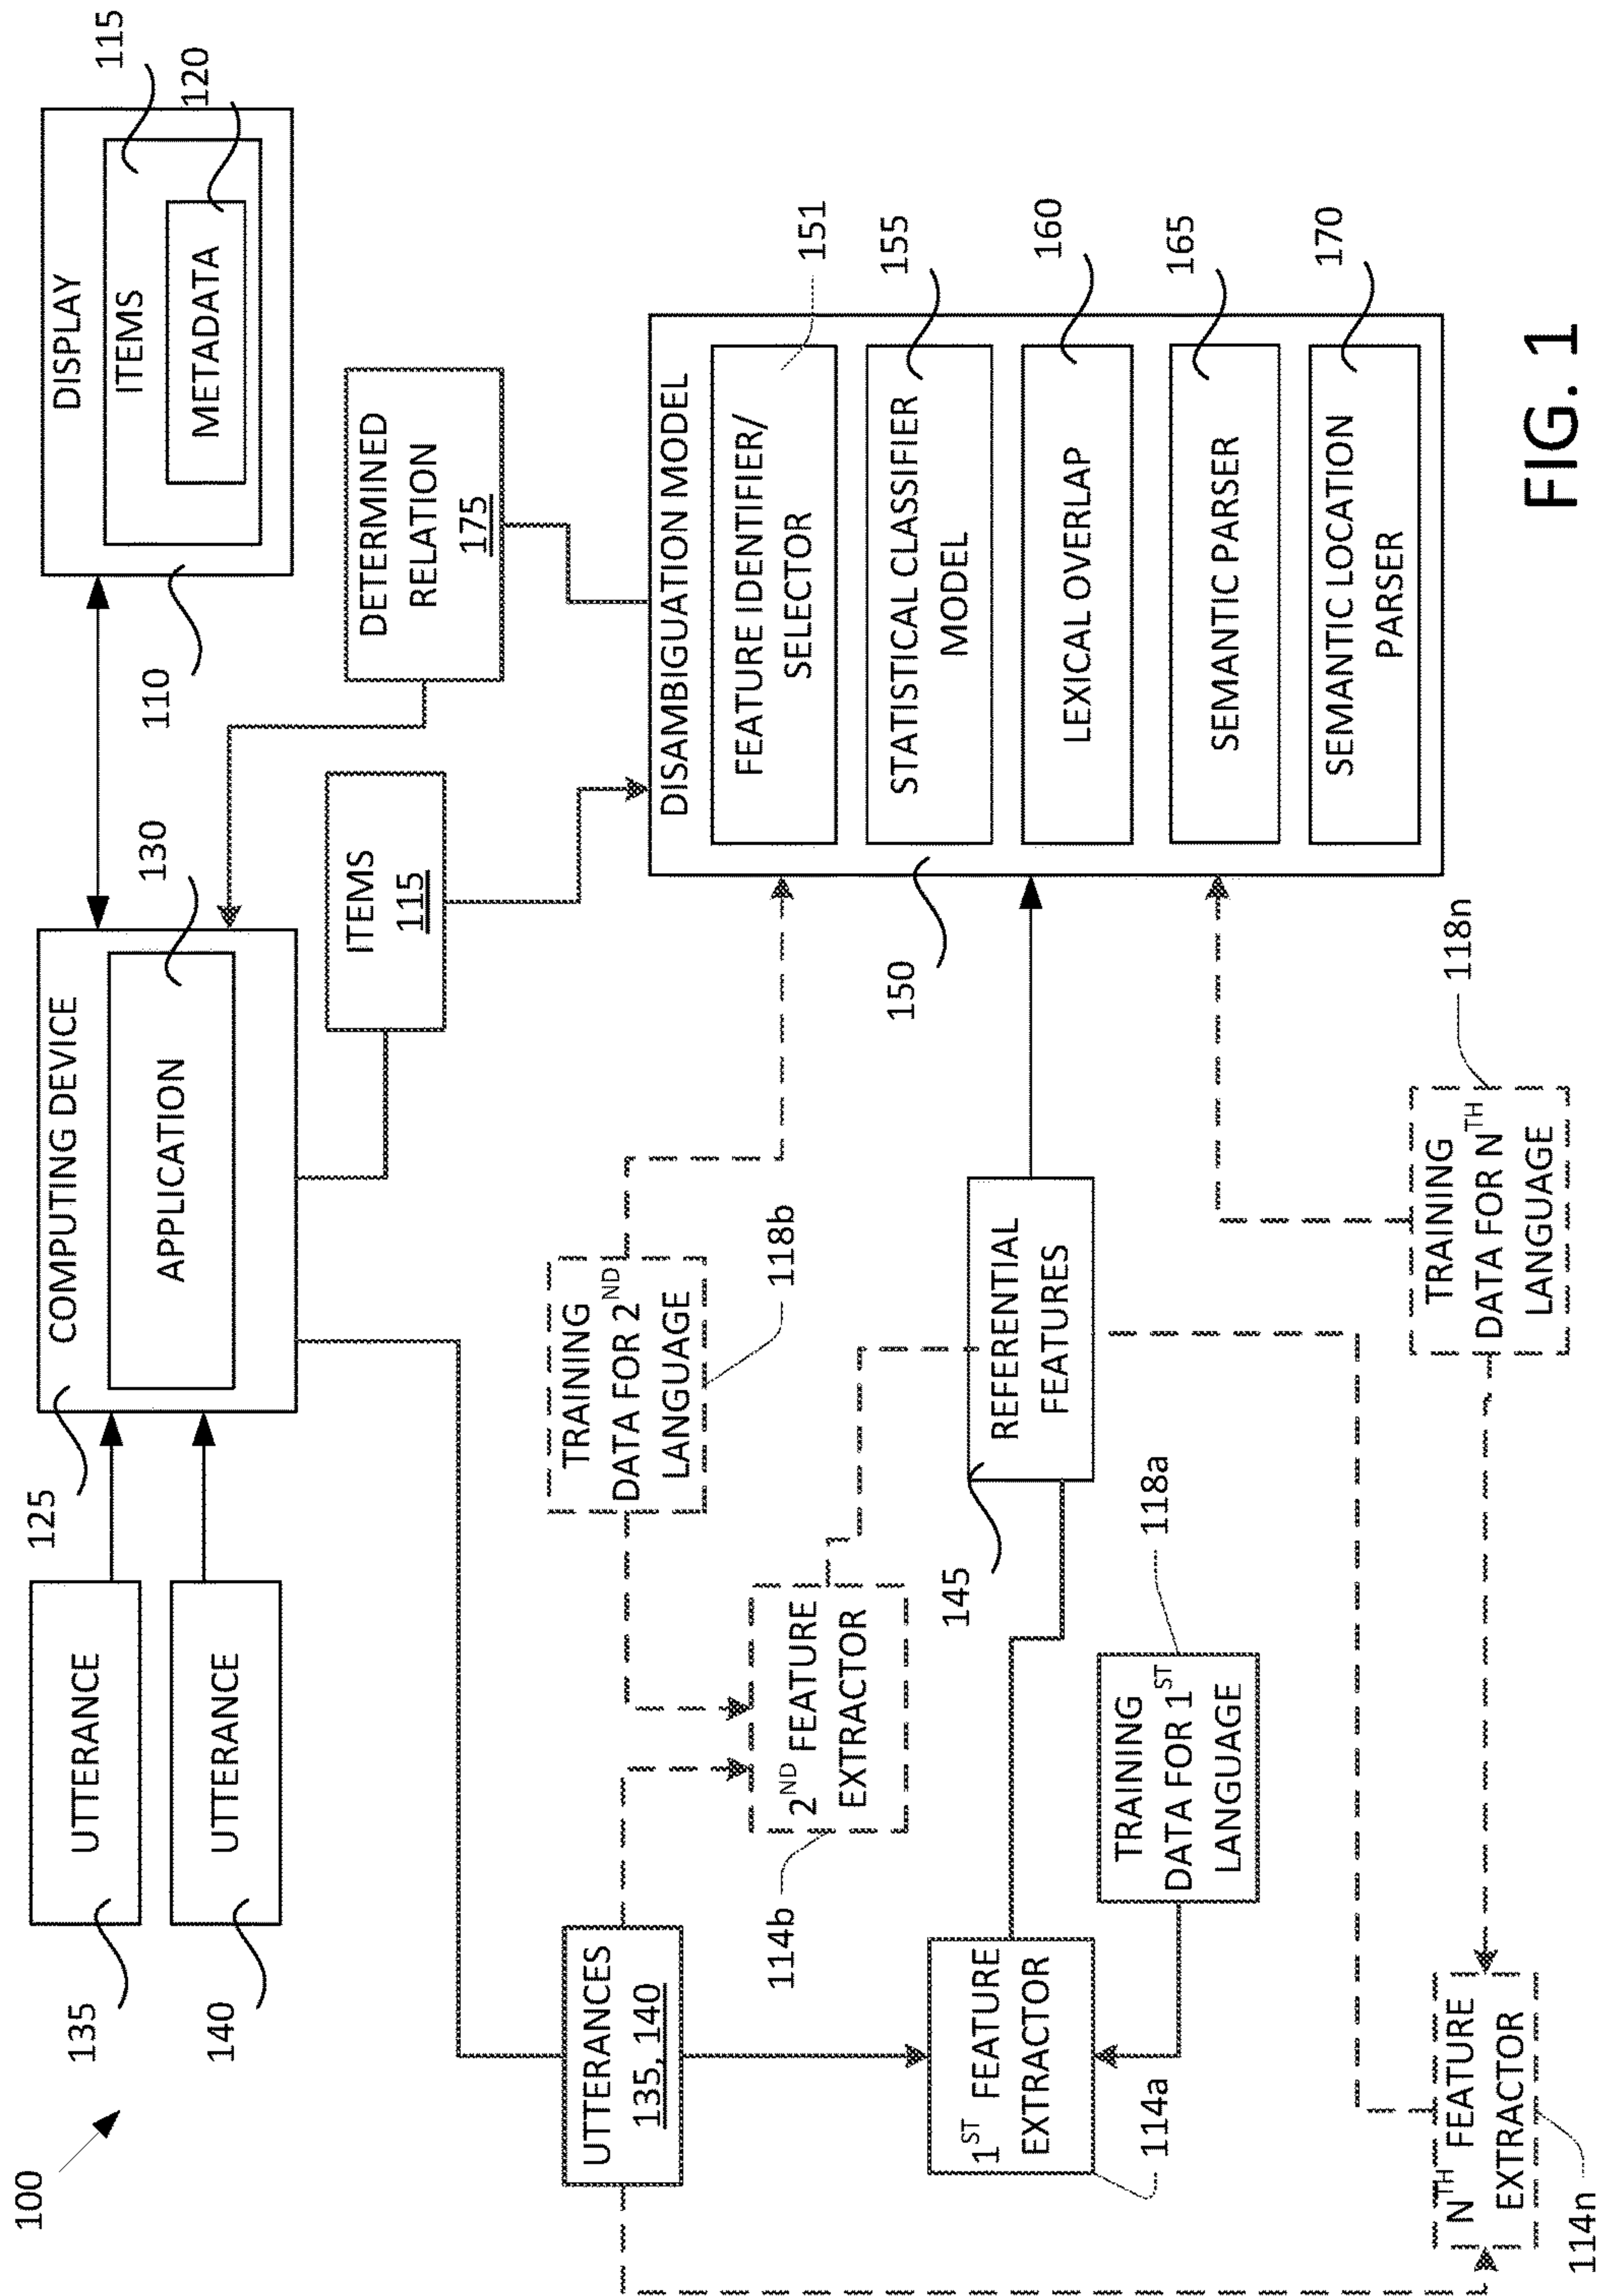 100
135
UTTERANCE
140
UTTERANCE
125
COMPUTING DEVICE
APPLICATION
130
110
DISPLAY
ITEMS
METADATA
115
120
UTTERANCES
135, 140
TRAINING
DATA FOR 2ND
LANGUAGE
118b
ITEMS
115
DETERMINED
RELATION
175
114b
2ND FEATURE
EXTRACTOR
1ST FEATURE
EXTRACTOR
114a
TRAINING
DATA FOR 1ST
LANGUAGE
118a
145
REFERENTIAL
FEATURES
150
DISAMBIGUATION MODEL
FEATURE IDENTIFIER/
SELECTOR
151
STATISTICAL CLASSIFIER
MODEL
155
LEXICAL OVERLAP
160
SEMANTIC PARSER
165
SEMANTIC LOCATION
PARSER
170
NTH FEATURE
EXTRACTOR
114n
TRAINING
DATA FOR NTH
LANGUAGE
118n
FIG. 1